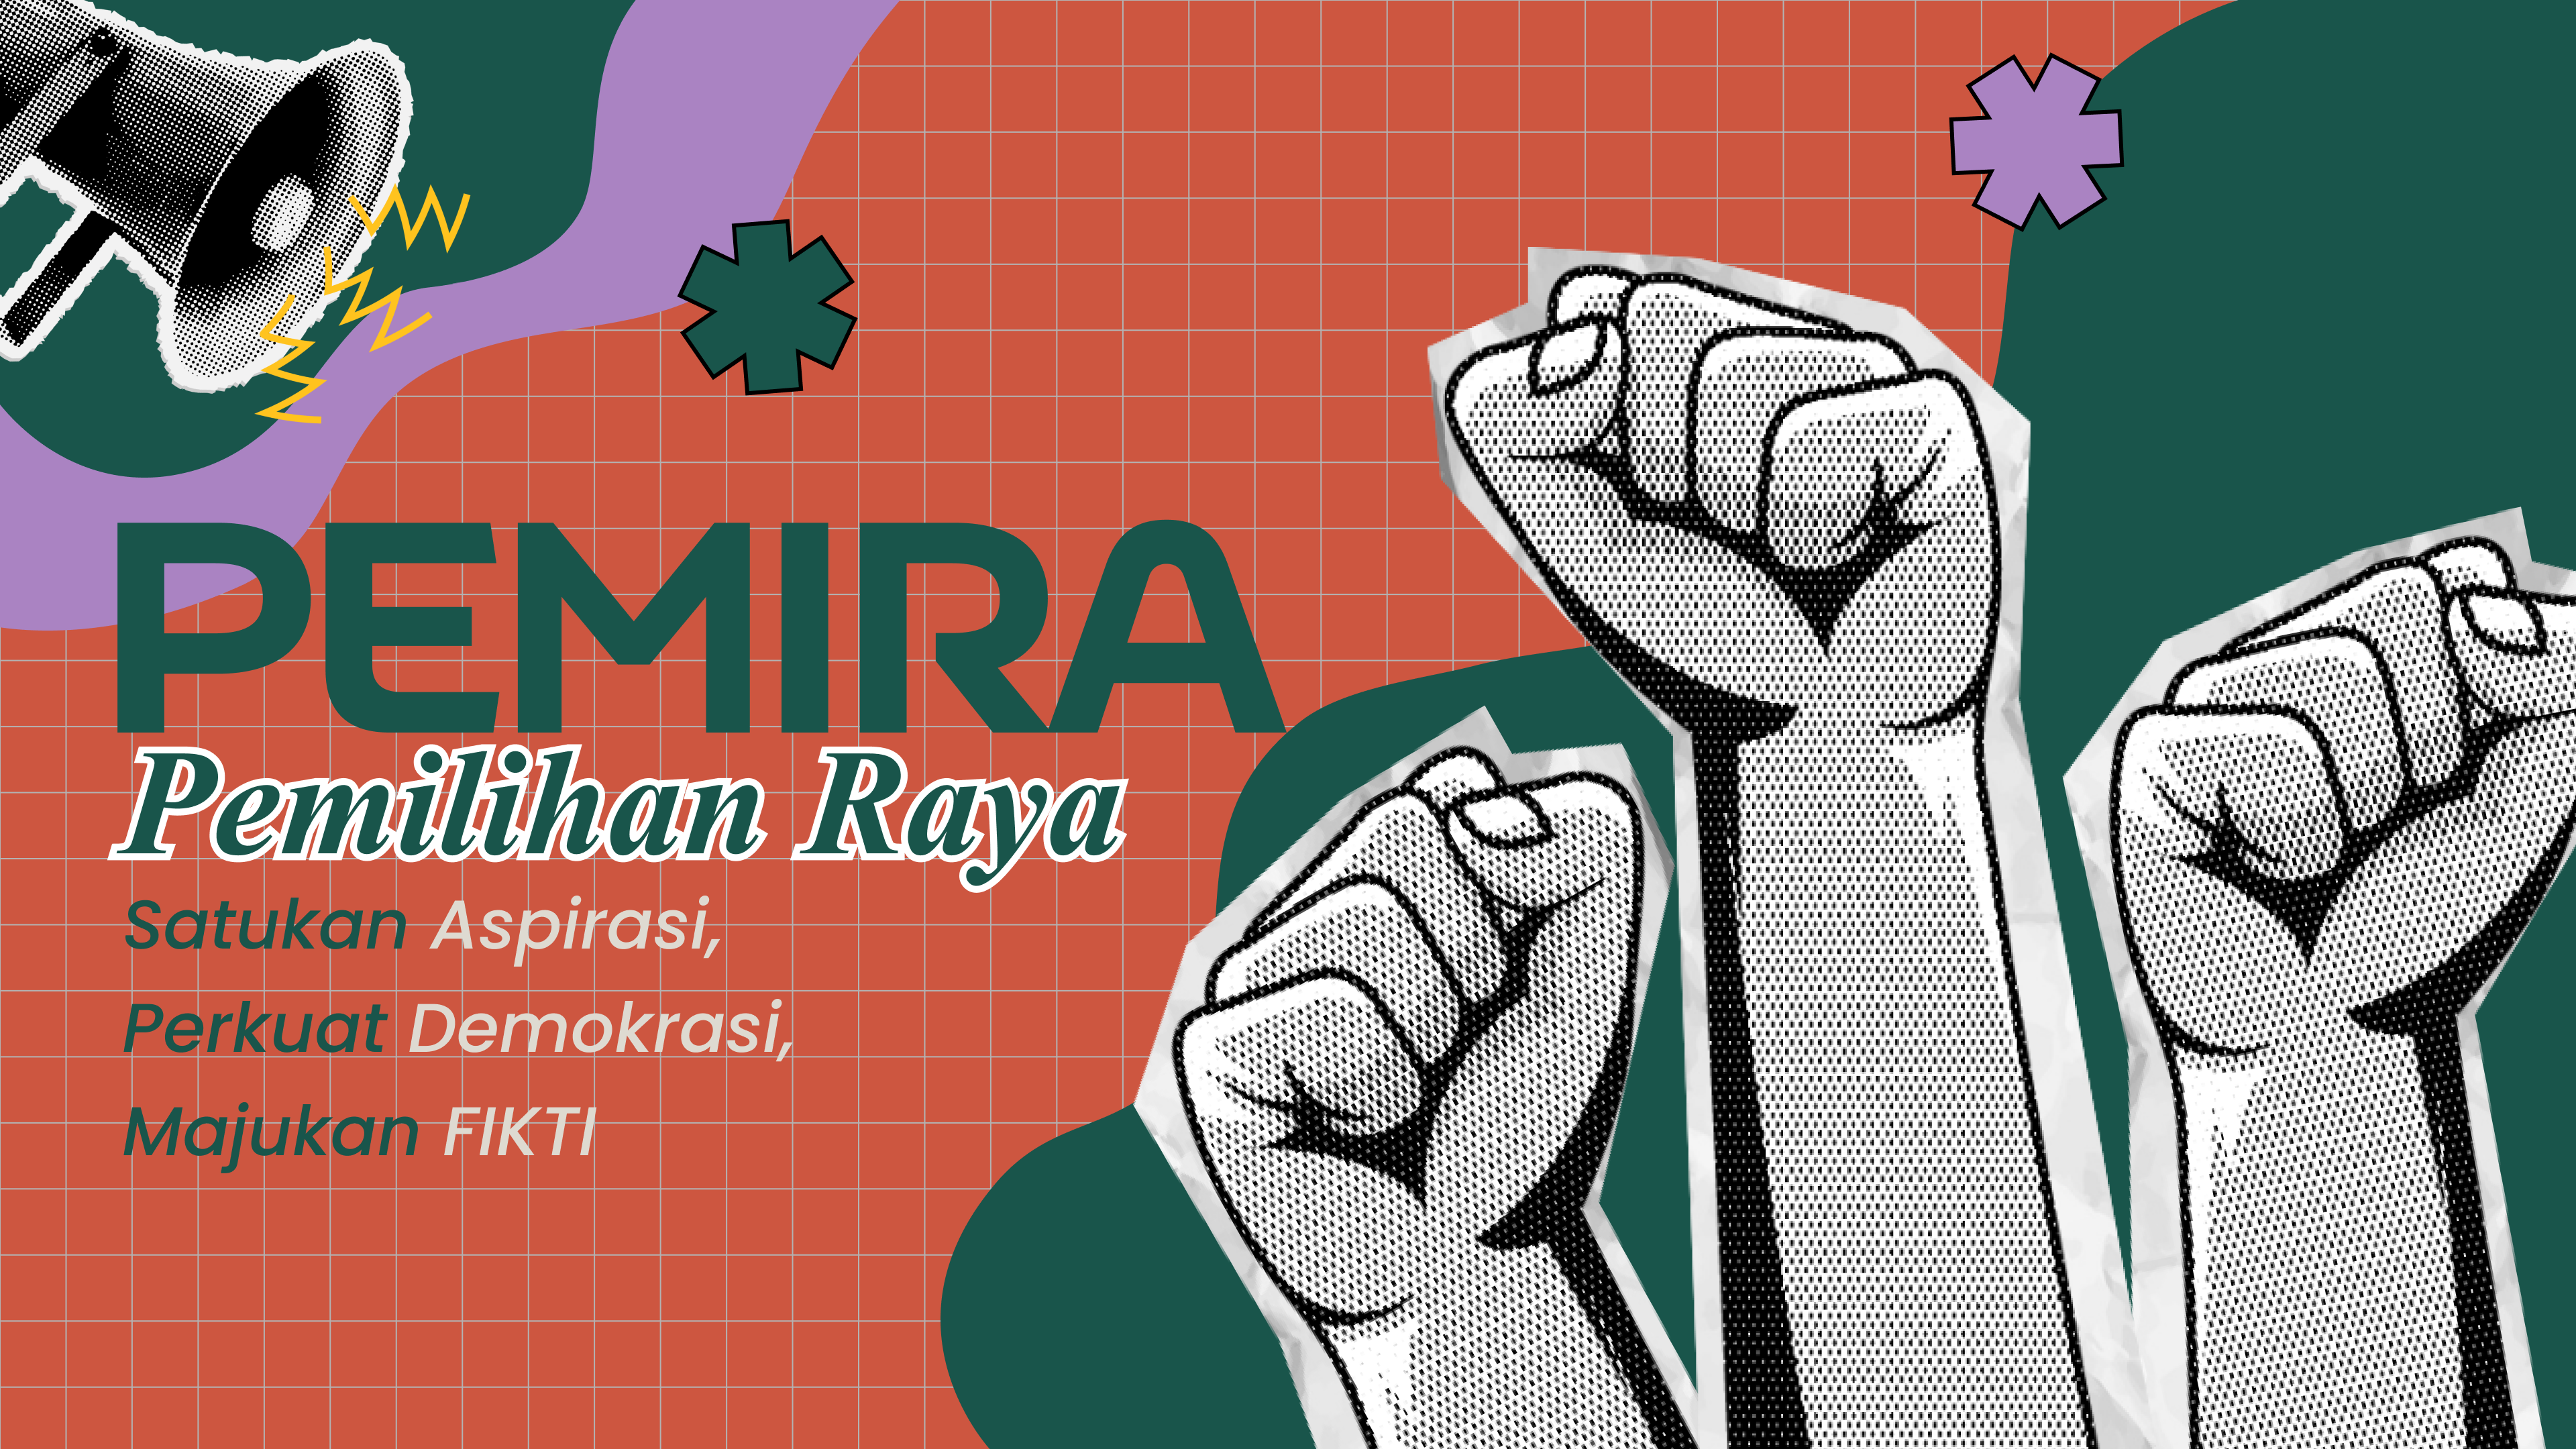 PEMIRA
Pemilihan Raya
Satukan Aspirasi,
Perkuat Demokrasi,
Majukan FIKTI